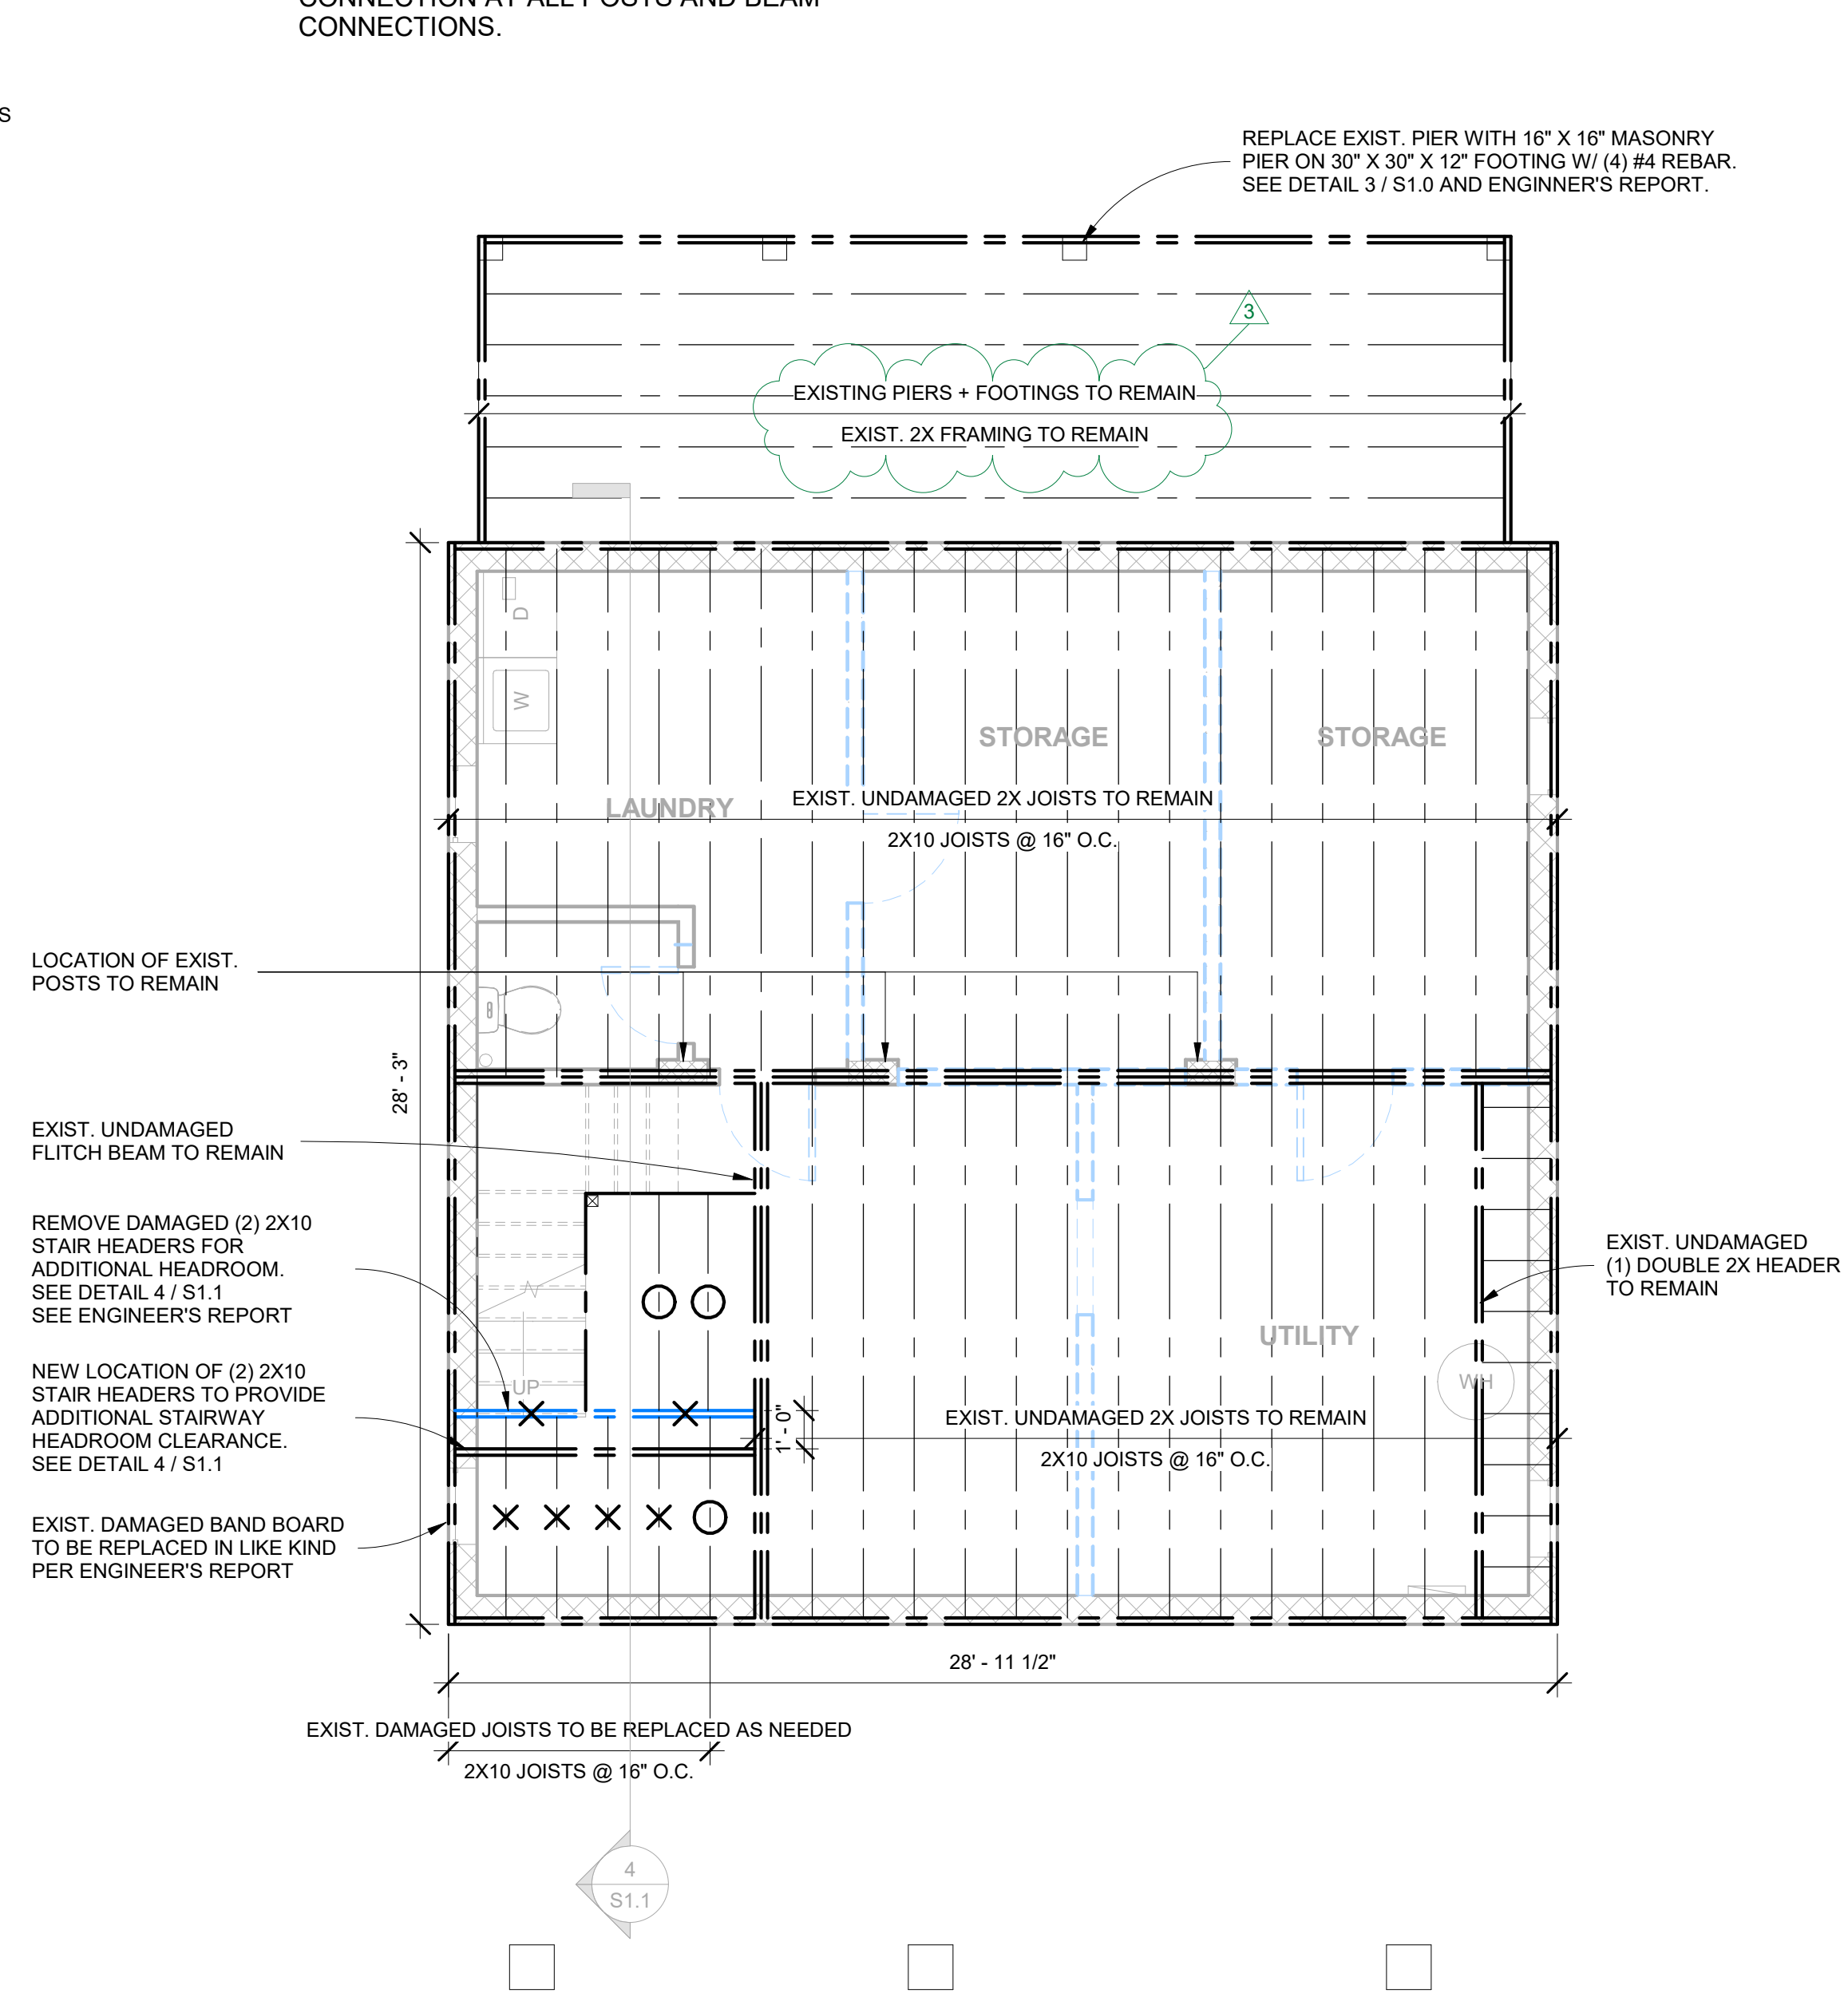 CONNECTION AT ALL POSTS AND BEAM
CONNECTIONS.
S
REPLACE EXIST. PIER WITH 16" X 16" MASONRY
PIER ON 30" X 30" X 12" FOOTING W/ (4) #4 REBAR.
SEE DETAIL 3 / S1.0 AND ENGINNER'S REPORT.
3
EXISTING PIERS + FOOTINGS TO REMAIN
EXIST. 2X FRAMING TO REMAIN
D
W
STORAGE
STORAGE
LAUNDRY
EXIST. UNDAMAGED 2X JOISTS TO REMAIN
2X10 JOISTS @ 16" O.C.
LOCATION OF EXIST.
POSTS TO REMAIN
28' - 3"
EXIST. UNDAMAGED
FLITCH BEAM TO REMAIN
REMOVE DAMAGED (2) 2X10
STAIR HEADERS FOR
ADDITIONAL HEADROOM.
SEE DETAIL 4 / S1.1
SEE ENGINEER'S REPORT
EXIST. UNDAMAGED
(1) DOUBLE 2X HEADER
TO REMAIN
UTILITY
WH
UP
NEW LOCATION OF (2) 2X10
STAIR HEADERS TO PROVIDE
ADDITIONAL STAIRWAY
HEADROOM CLEARANCE.
SEE DETAIL 4 / S1.1
1' - 0"
EXIST. UNDAMAGED 2X JOISTS TO REMAIN
2X10 JOISTS @ 16" O.C.
EXIST. DAMAGED BAND BOARD
TO BE REPLACED IN LIKE KIND
PER ENGINEER'S REPORT
28' - 11 1/2"
EXIST. DAMAGED JOISTS TO BE REPLACED AS NEEDED
2X10 JOISTS @ 16" O.C.
4
S1.1